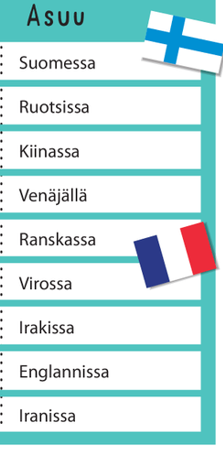 Asuu
Suomessa
Ruotsissa
Kiinassa
Venäjällä
Ranskassa
Virossa
Irakissa
Englannissa
Iranissa